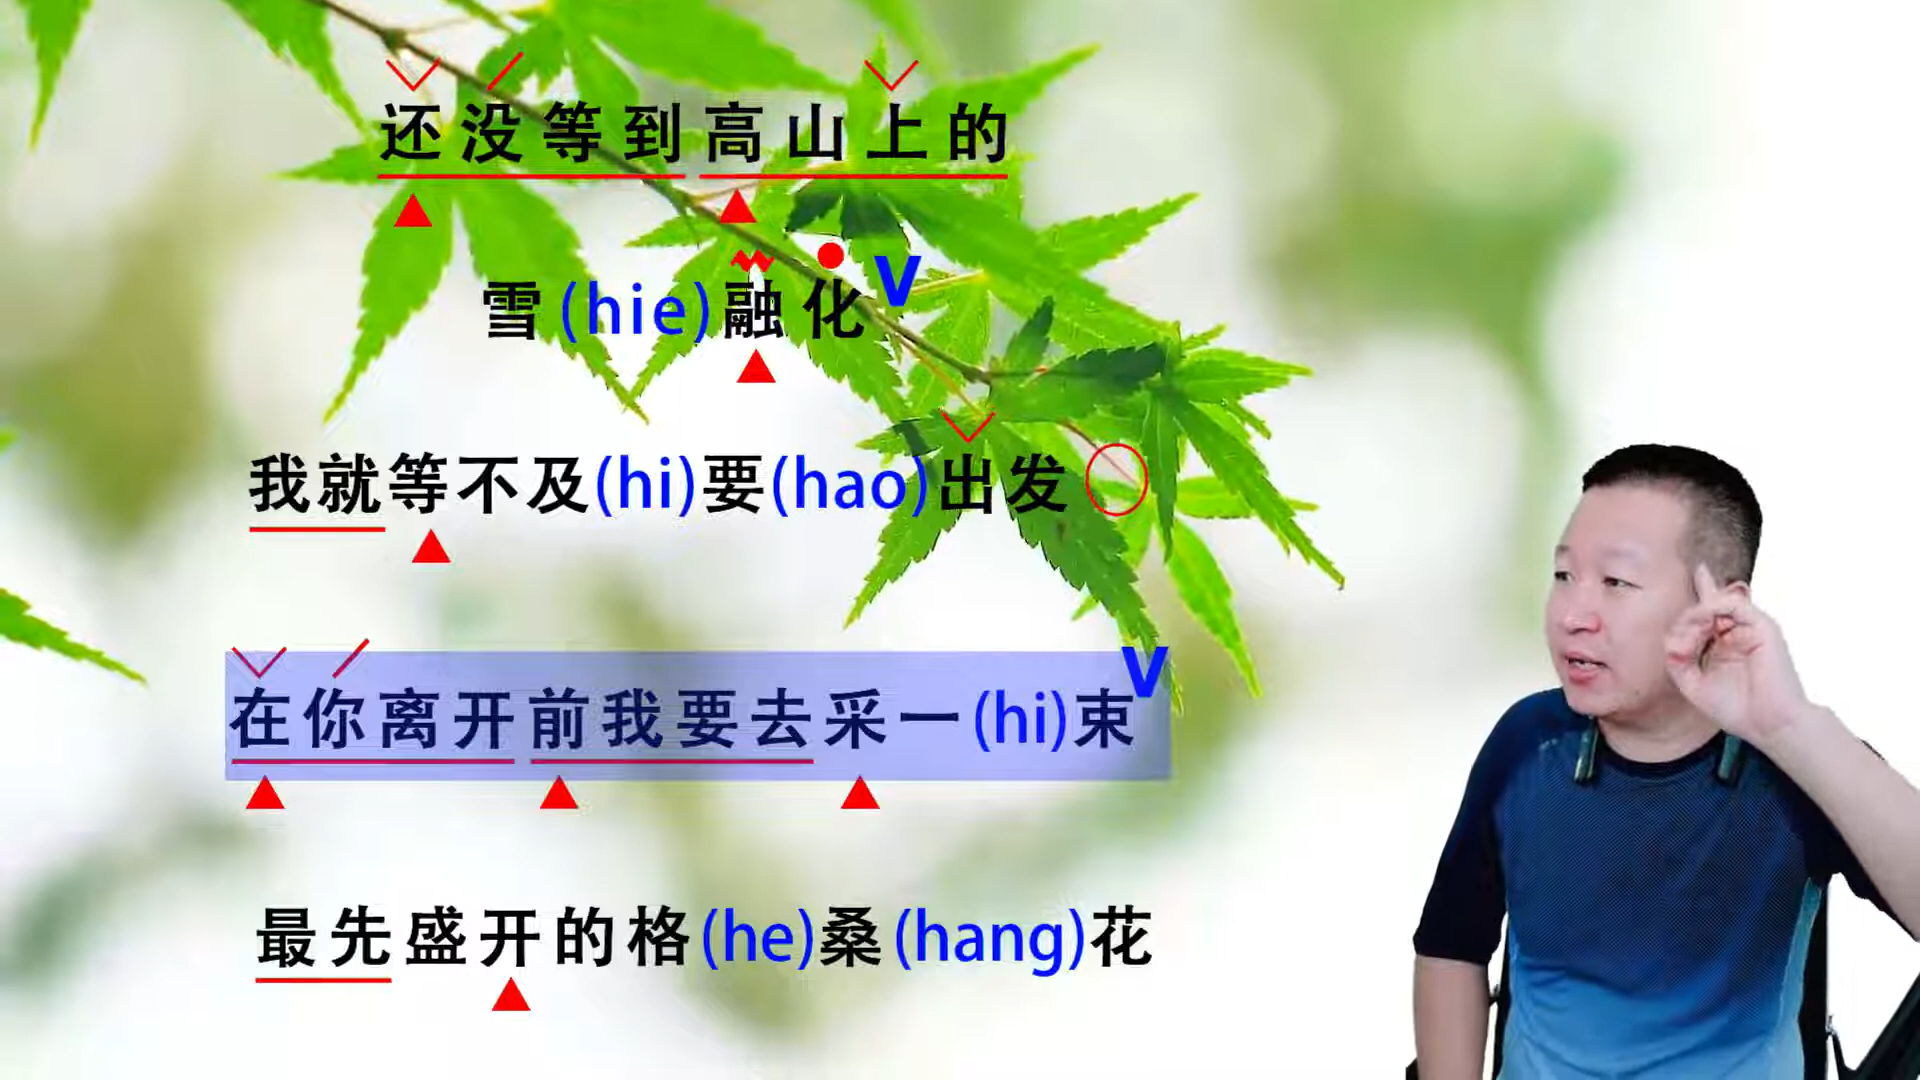 还没等到高山上的
雪(hie)融化V
我就等不及(hi)要(hao)出发
在你离开前我要去采一(hi)束V
最先盛开的格(he)桑(hang)花